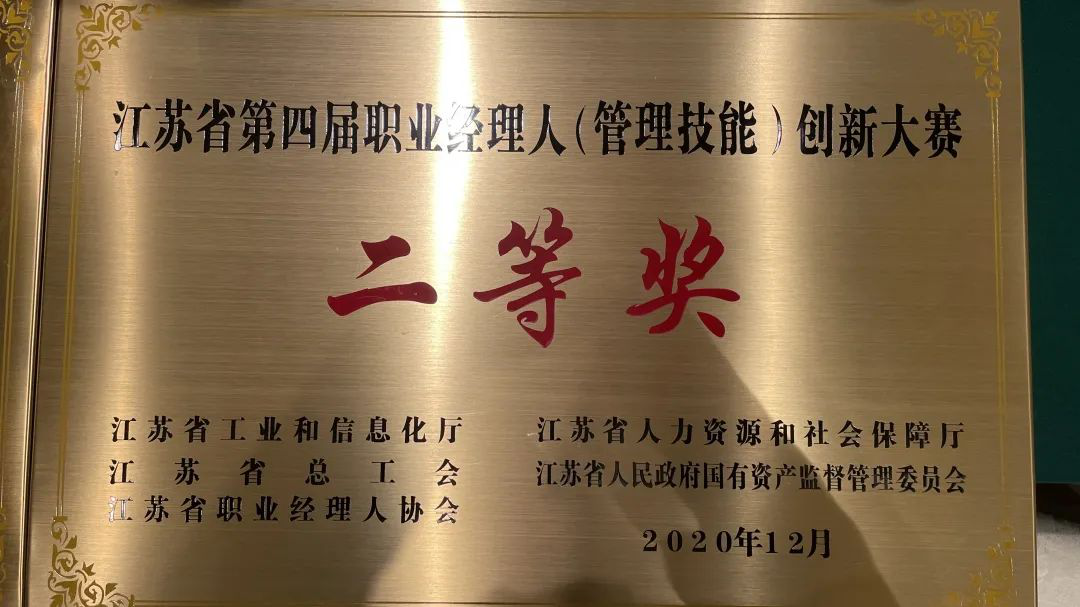 江苏省第四届职业经理人(管理技能)创新大赛
二等奖
江苏省工业和信息化厅
江苏省总工会
江苏省职业经理人协会
江苏省人力资源和社会保障厅
江苏省人民政府国有资产监督管理委员会
2020年12月